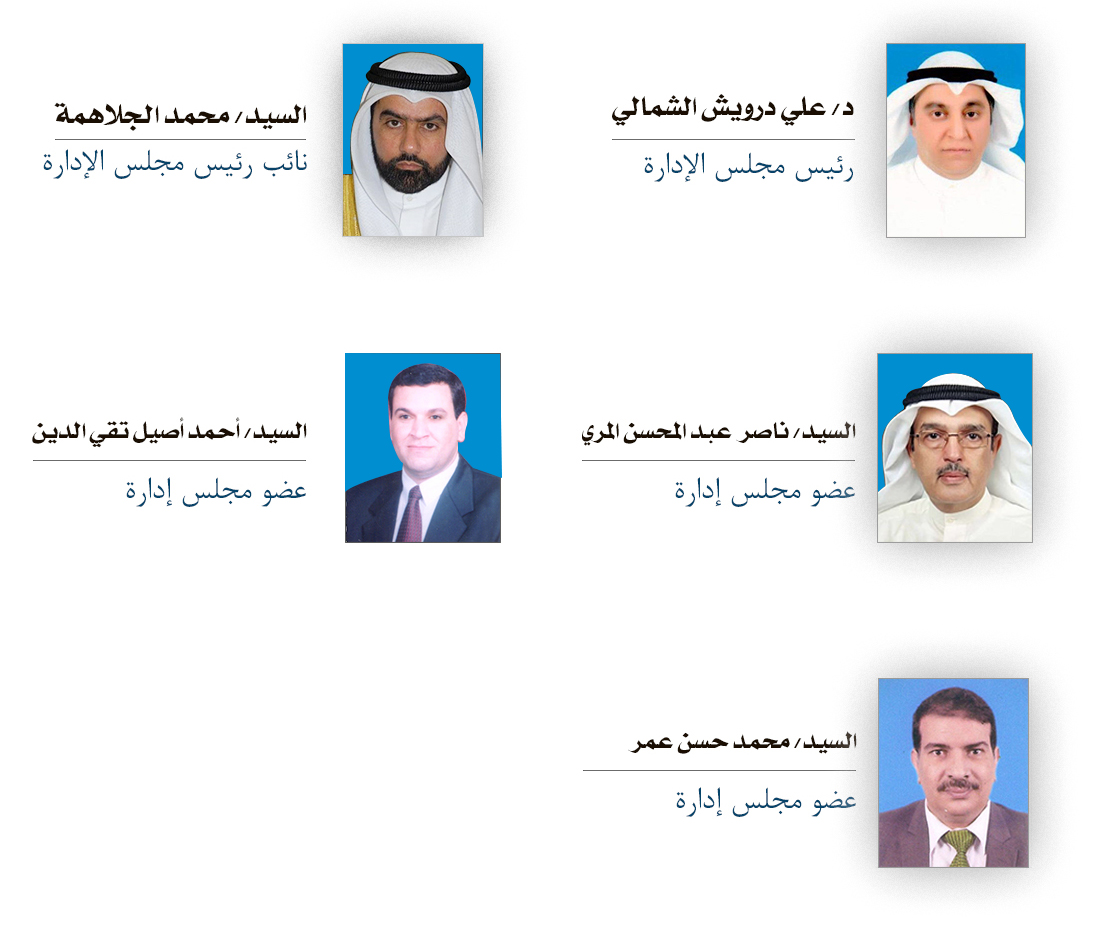 د/ علي درويش الشمالي
رئيس مجلس الإدارة
السيد/ محمد الجلاهمة
نائب رئيس مجلس الإدارة
السيد/ ناصر عبد المحسن المري
عضو مجلس إدارة
السيد/ أحمد أصيل تقي الدين
عضو مجلس إدارة
السيد/ محمد حسن عمر
عضو مجلس إدارة